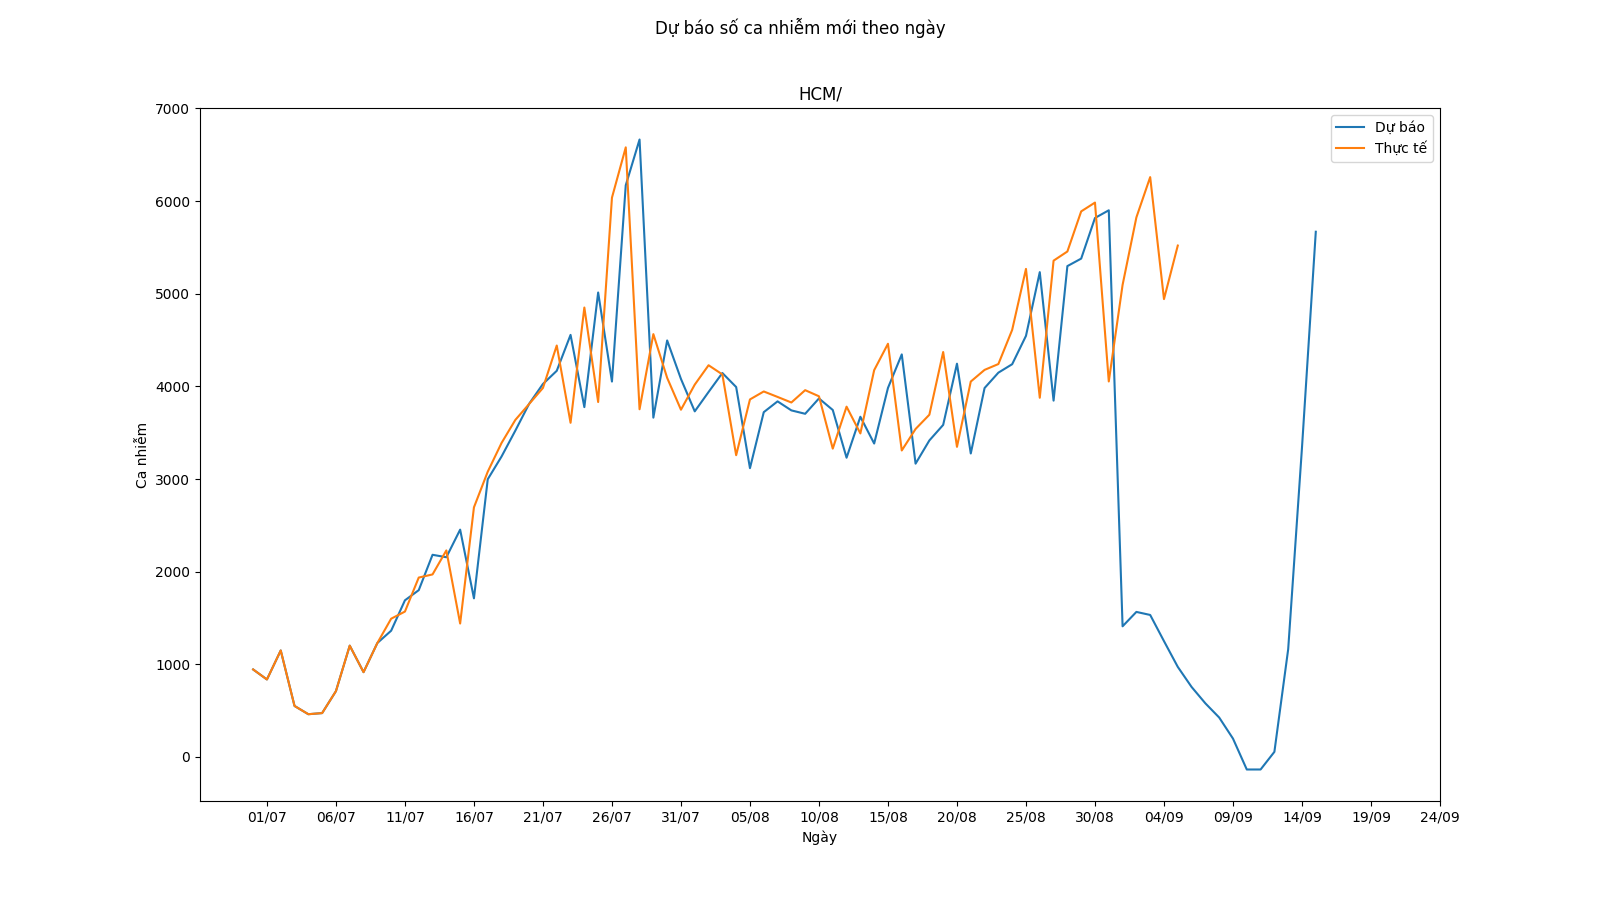 Dự báo số ca nhiễm mới theo ngày
HCM/
7000
6000
5000
4000
3000
2000
1000
0
Ca nhiễm
Dự báo
Thực tế
01/07 06/07 11/07 16/07 21/07 26/07 31/07 05/08 10/08 15/08 20/08 25/08 30/08 04/09 09/09 14/09 19/09 24/09
Ngày